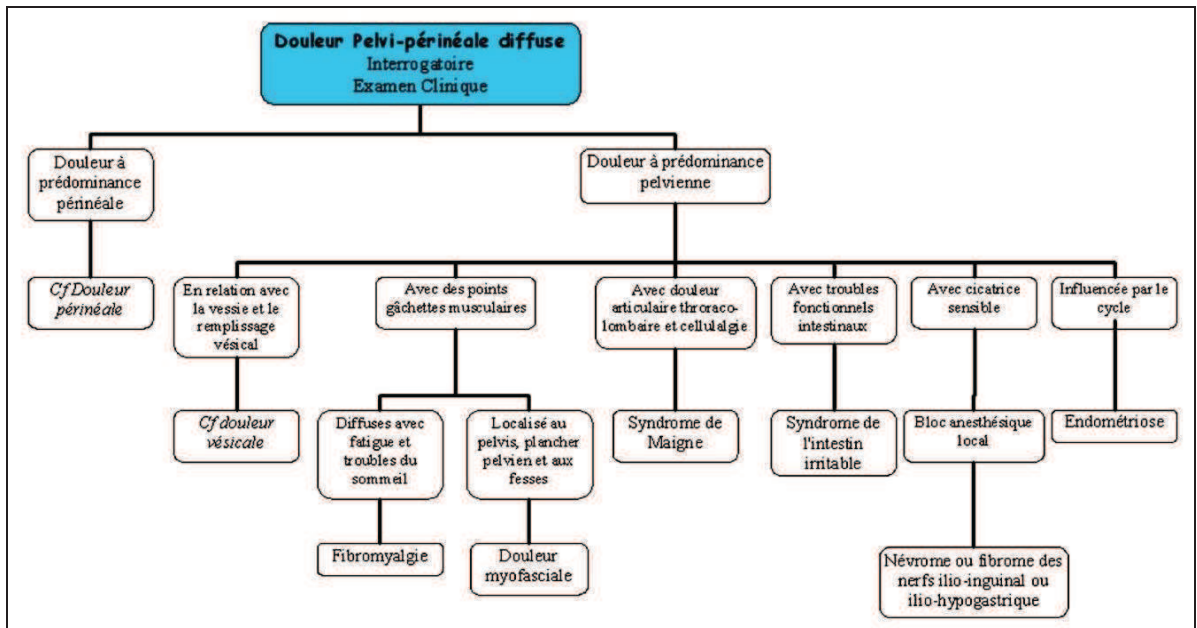 Douleur Pelvi-périnéale diffuse
Interrogatoire
Examen Clinique
Douleur à
prédominance
périnéale
Douleur à prédominance
pelvienne
Cf Douleur
périnéale
En relation avec
la vessie et le
remplissage
vésical
Avec des points
gâchettes musculaires
Avec douleur
articulaire throraco-
lombaire et cellulalgie
Avec troubles
fonctionnels
intestinaux
Avec cicatrice
sensible
Influencée par le
cycle
Cf douleur
vésicale
Diffuses avec
fatigue et
troubles du
sommeil
Localisé au
pelvis, plancher
pelvien et aux
fesses
Syndrome de
Maigne
Syndrome de
l'intestin
irritable
Bloc anesthésique
local
Endométriose
Fibromyalgie
Douleur
myofasciale
Névrome ou fibrome des
nerfs ilio-inguinal ou
ilio-hypogastrique